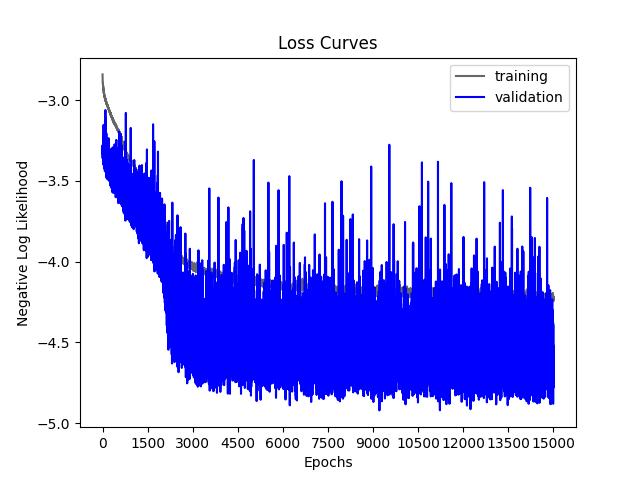 Loss Curves
training
validation
Negative Log Likelihood
−3.0
−3.5
−4.0
−4.5
−5.0
0 1500 3000 4500 6000 7500 9000 10500 12000 13500 15000
Epochs